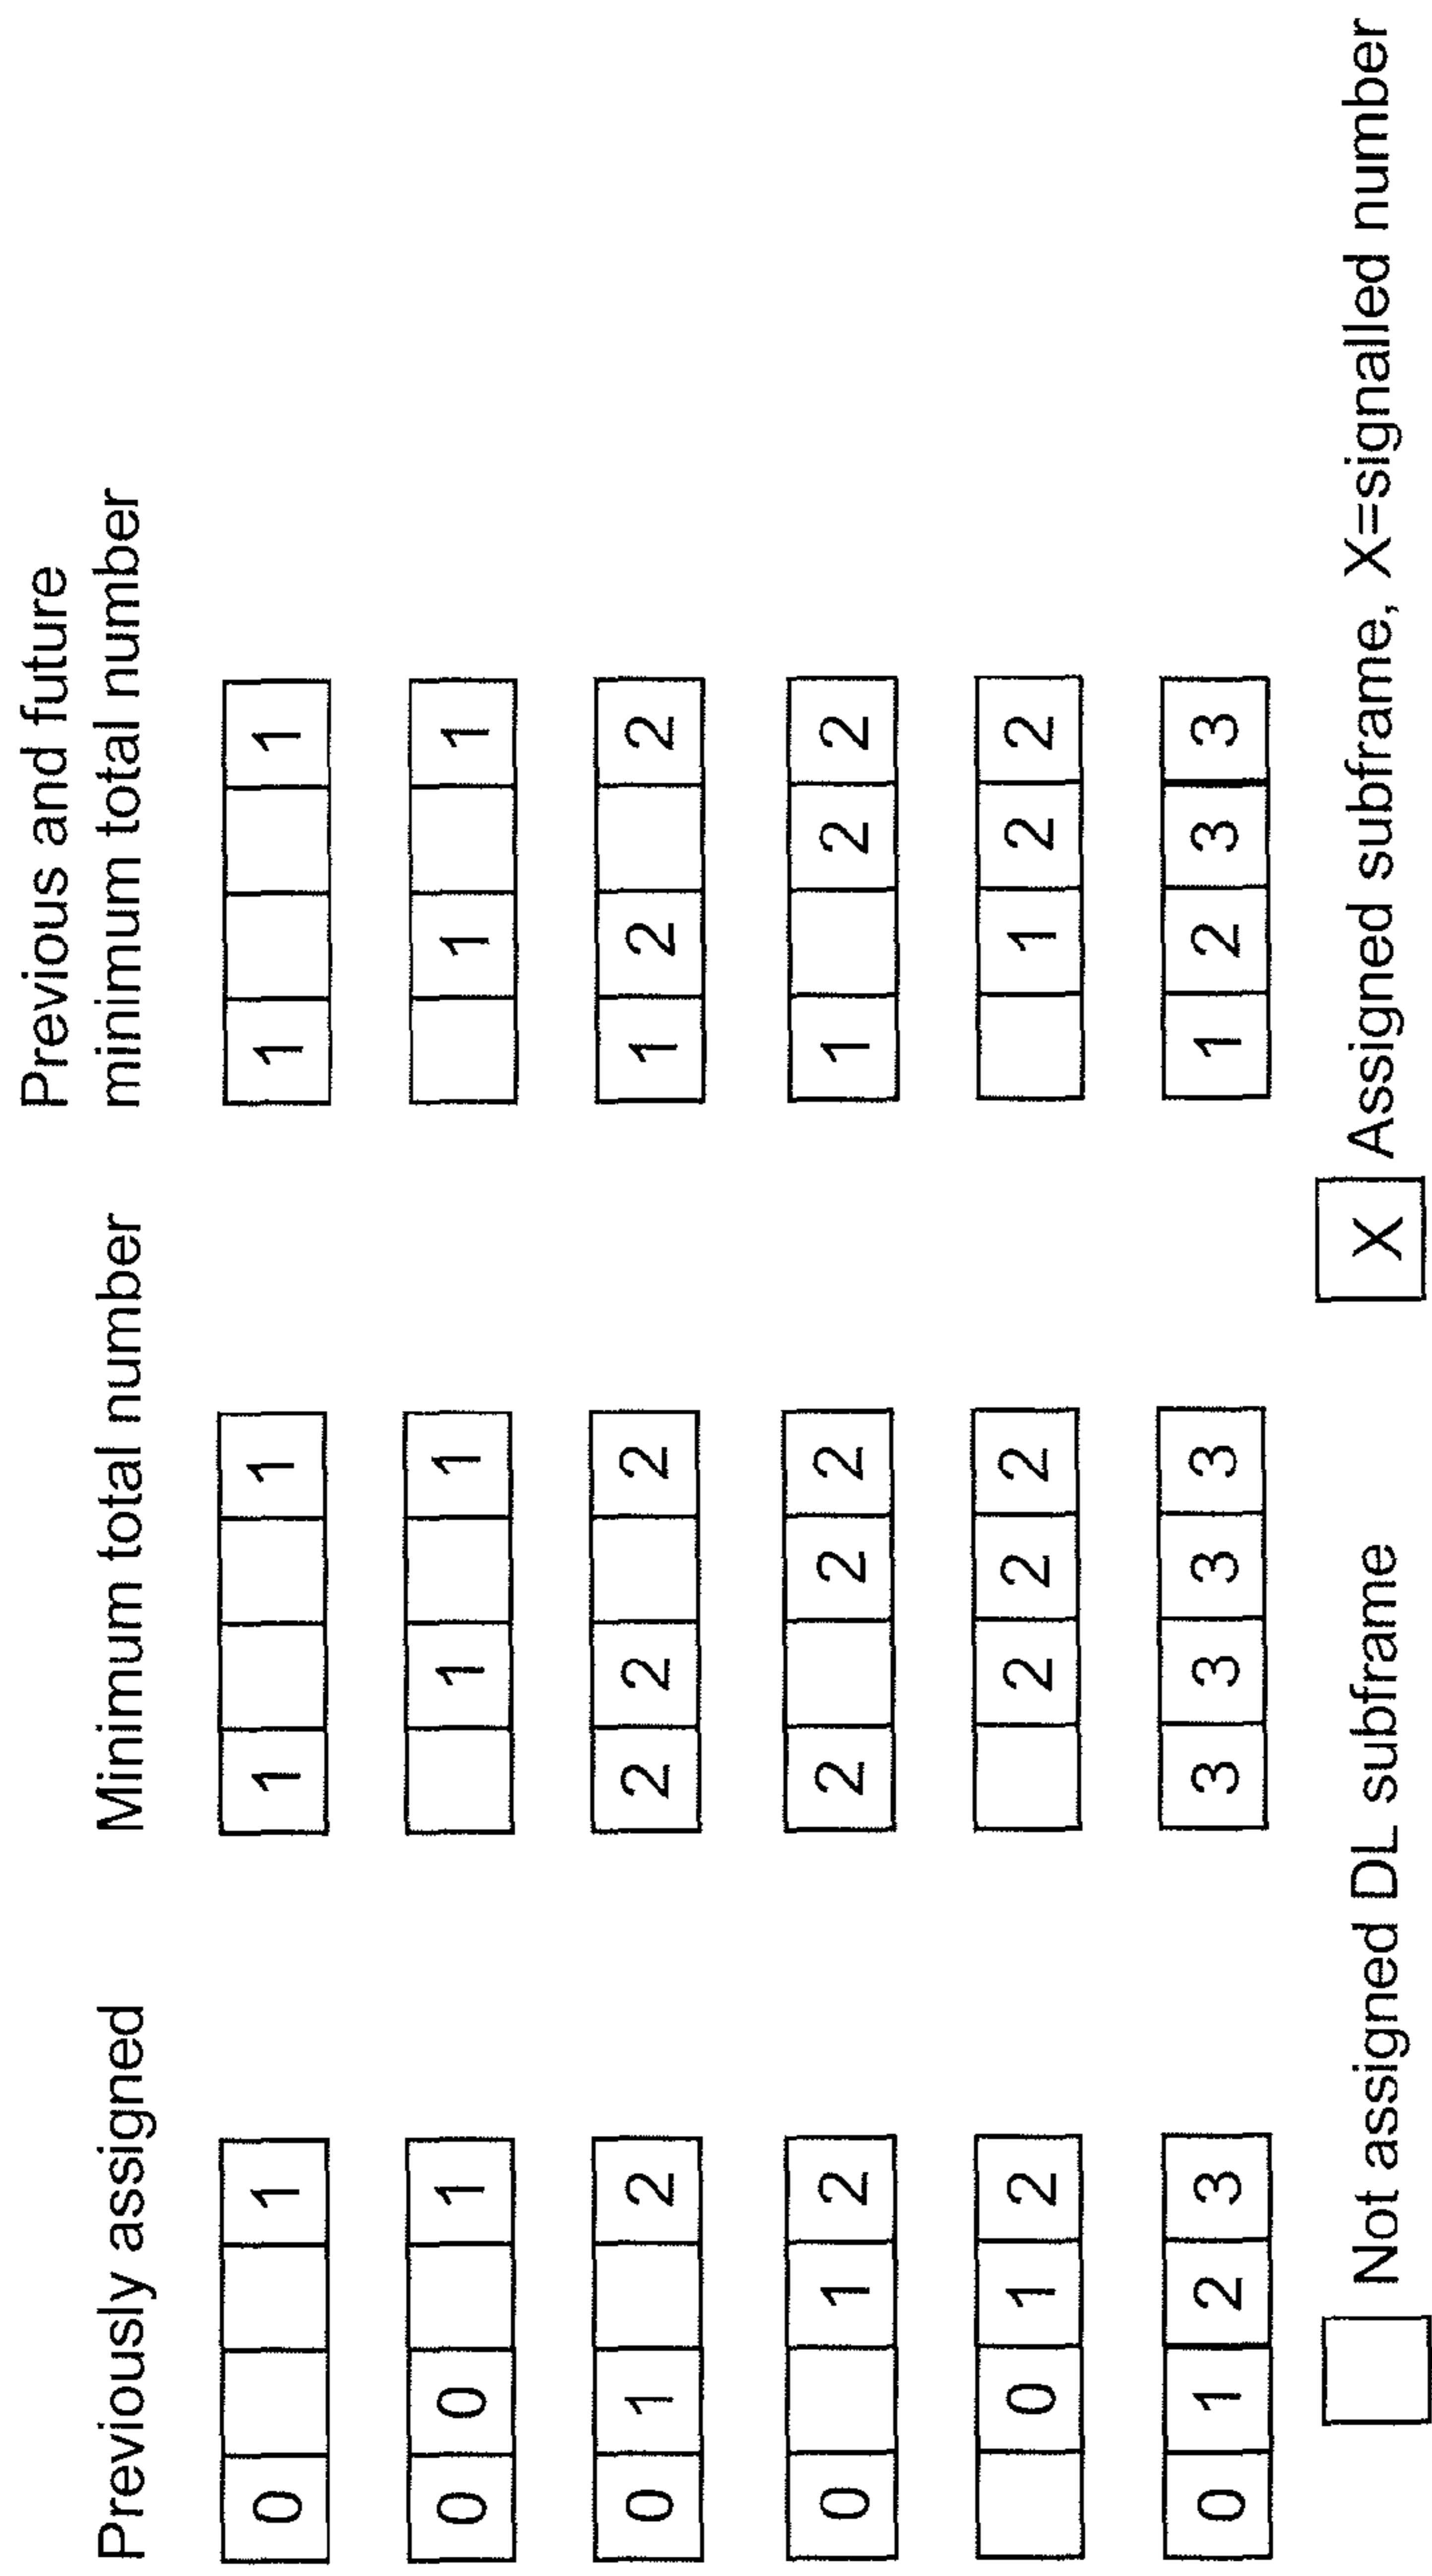 Previously assigned
Minimum total number
Previous and future
minimum total number
0 1 1 1 1 1
0 0 1 1 1 1 1
0 1 2 2 2 2 1 2 2
0 1 2 2 2 2 1 2 2
0 1 2 2 2 2 1 2 2
0 1 2 3 3 3 3 3 1 2 3 3
Not assigned DL subframe
X Assigned subframe, X=signalled number